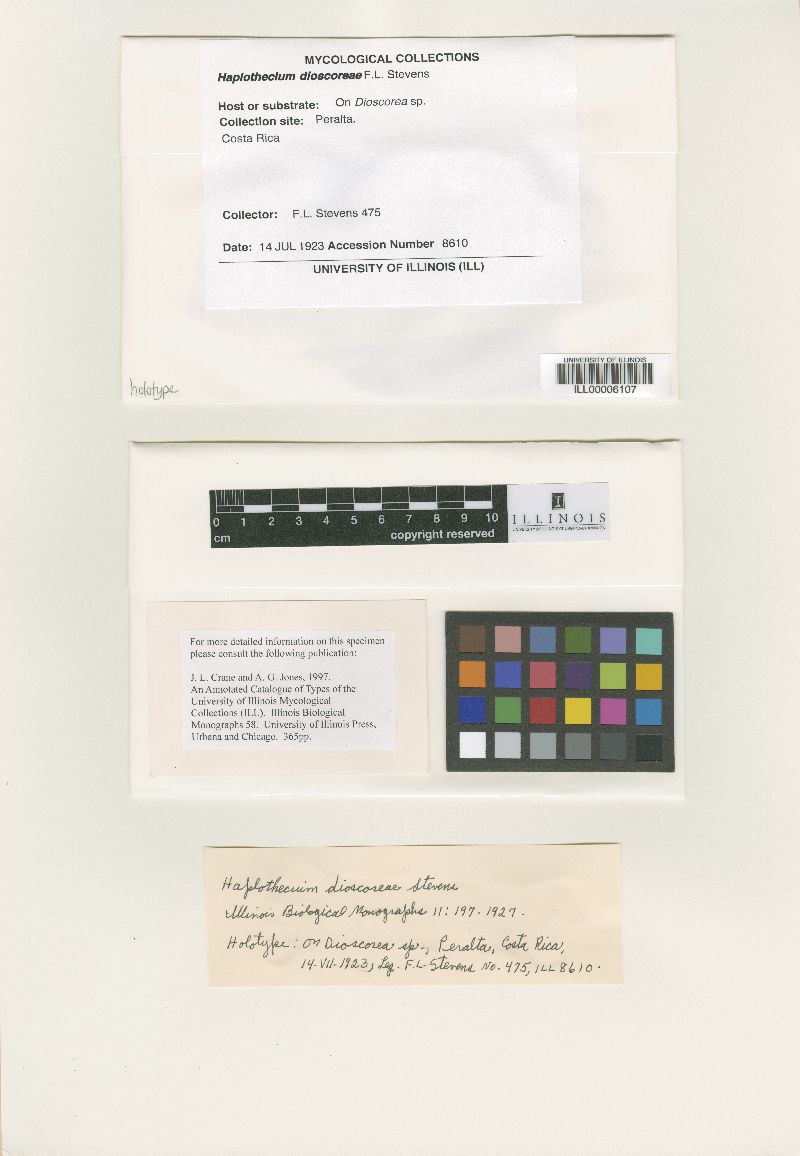 MYCOLOGICAL COLLECTIONS
Haplothecium dioscoreae F.L. Stevens
Host or substrate: On Dioscorea sp.
Collection site: Peralta.
Costa Rica
Collector: F.L. Stevens 475
Date: 14 JUL 1923 Accession Number 8610
UNIVERSITY OF ILLINOIS (ILL)
holotype
UNIVERSITY OF ILLINOIS
ILL00006107
0 1 2 3 4 5 6 7 8 9 10
cm copyright reserved
I
ILLINOIS
UNIVERSITY OF ILLINOIS AT URBANA-CHAMPAIGN
For more detailed information on this specimen
please consult the following publication:
J. L. Crane and A. G. Jones, 1997.
An Annotated Catalogue of Types of the
University of Illinois Mycological
Collections (ILL). Illinois Biological
Monographs 58. University of Illinois Press,
Urbana and Chicago. 365pp.
Haplothecium dioscoreae Stevens
Illinois Biological Monographs 11: 197. 1927.
Holotype: on Dioscorea sp., Peralta, Costa Rica,
14-VII-1923, Leg. F.L. Stevens No. 475, ILL 8610.